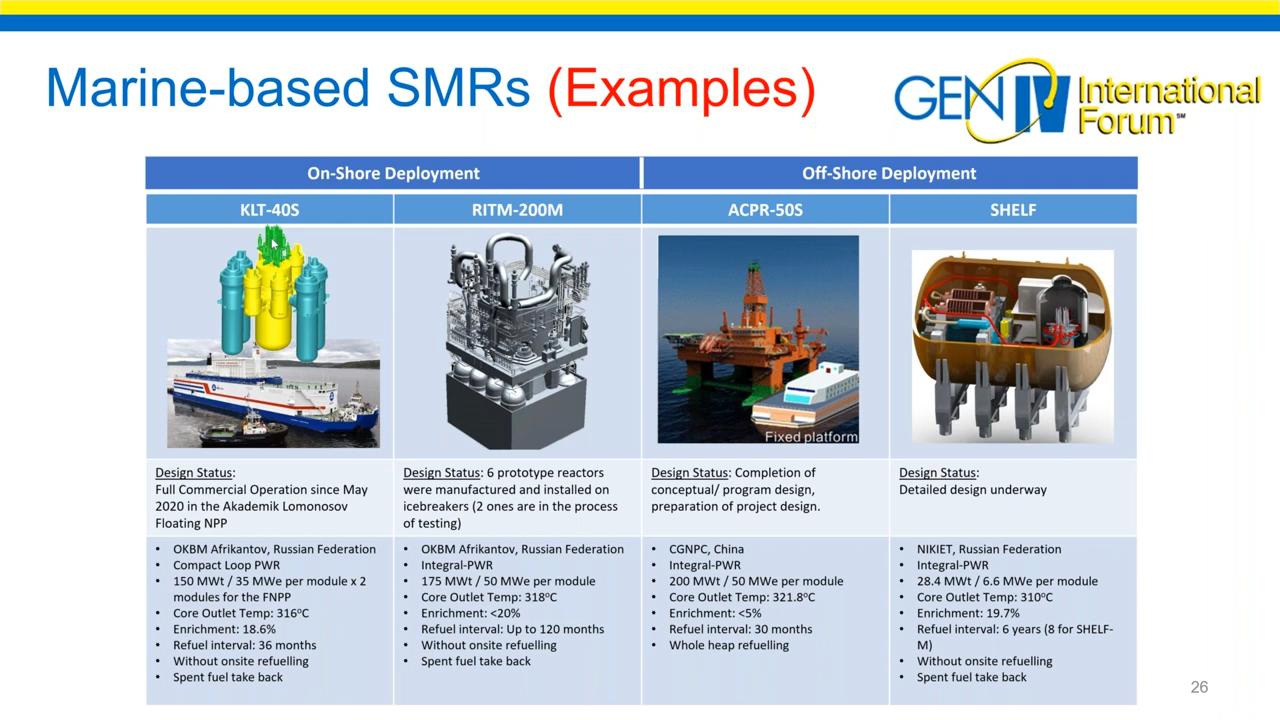 Marine-based SMRs (Examples)
GEN IV International
Forum℠
On-Shore Deployment
Off-Shore Deployment
KLT-40S
RITM-200M
ACPR-50S
SHELF
Fixed platform
Design Status:
Full Commercial Operation since May
2020 in the Akademik Lomonosov
Floating NPP
Design Status: 6 prototype reactors
were manufactured and installed on
icebreakers (2 ones are in the process
of testing)
Design Status: Completion of
conceptual/ program design,
preparation of project design.
Design Status:
Detailed design underway
• OKBM Afrikantov, Russian Federation
• Compact Loop PWR
• 150 MWt / 35 MWe per module x 2
modules for the FNPP
• Core Outlet Temp: 316ºC
• Enrichment: 18.6%
• Refuel interval: 36 months
• Without onsite refuelling
• Spent fuel take back
• OKBM Afrikantov, Russian Federation
• Integral-PWR
• 175 MWt / 50 MWe per module
• Core Outlet Temp: 318ºC
• Enrichment: <20%
• Refuel interval: Up to 120 months
• Without onsite refuelling
• Spent fuel take back
• CGNPC, China
• Integral-PWR
• 200 MWt / 50 MWe per module
• Core Outlet Temp: 321.8ºC
• Enrichment: <5%
• Refuel interval: 30 months
• Whole heap refuelling
• NIKIET, Russian Federation
• Integral-PWR
• 28.4 MWt / 6.6 MWe per module
• Core Outlet Temp: 310ºC
• Enrichment: 19.7%
• Refuel interval: 6 years (8 for SHELF-
M)
• Without onsite refuelling
• Spent fuel take back
26